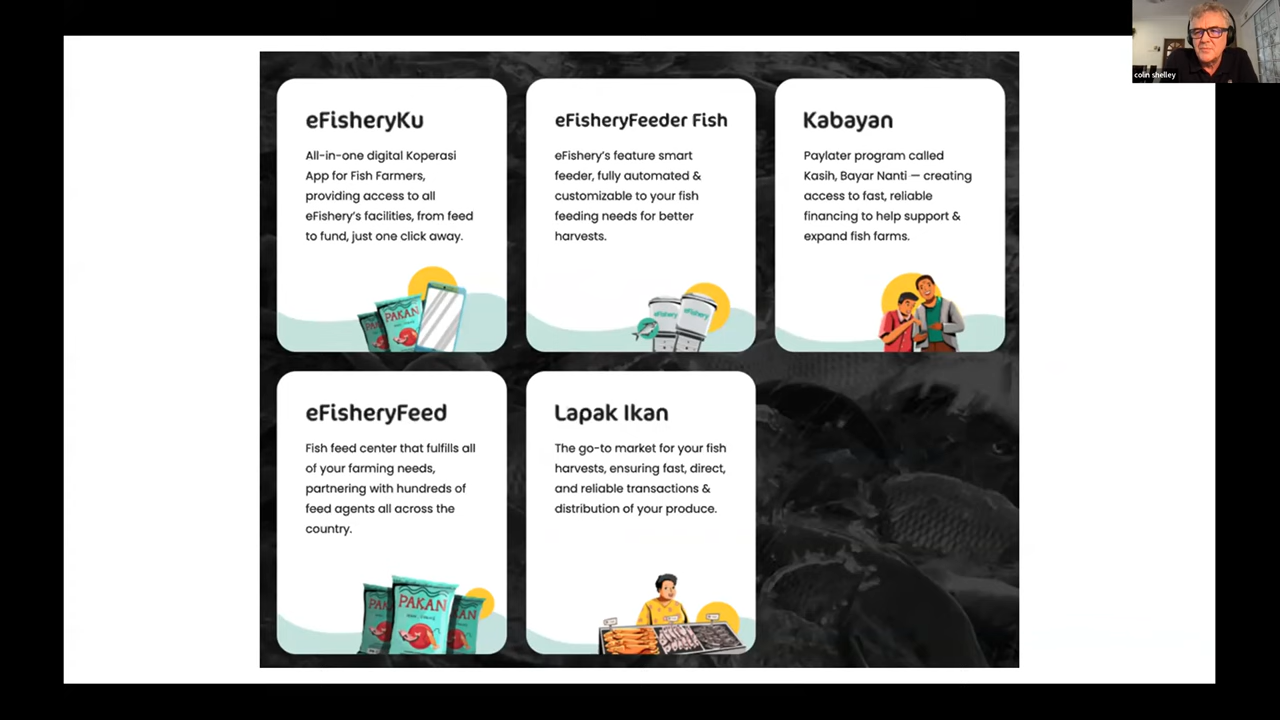 colin shelley
eFisheryKu
All-in-one digital Koperasi
App for Fish Farmers,
providing access to all
eFishery’s facilities, from feed
to fund, just one click away.
PAKAN
eFisheryFeeder Fish
eFishery’s feature smart
feeder, fully automated &
customizable to your fish
feeding needs for better
harvests.
eFishery
eFishery
Kabayan
Paylater program called
Kasih, Bayar Nanti — creating
access to fast, reliable
financing to help support &
expand fish farms.
eFisheryFeed
Fish feed center that fulfills all
of your farming needs,
partnering with hundreds of
feed agents all across the
country.
PAKAN
Lapak Ikan
The go-to market for your fish
harvests, ensuring fast, direct,
and reliable transactions &
distribution of your produce.